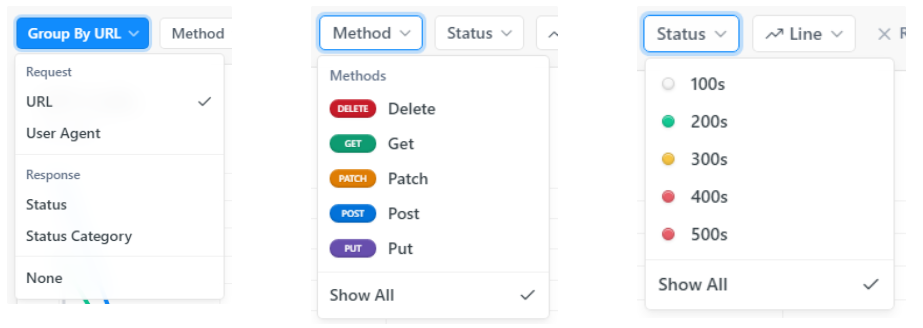 Group By URL
Method
Request
URL
User Agent
Response
Status
Status Category
None
Method
Status
Methods
DELETE Delete
GET Get
PATCH Patch
POST Post
PUT Put
Show All
Status
Line
R
100s
200s
300s
400s
500s
Show All